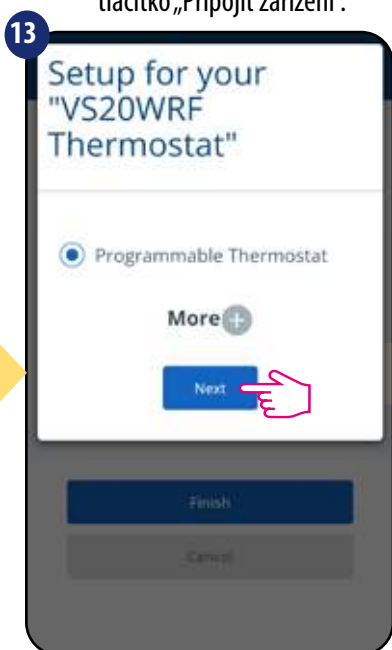 tlačítko „Připojit zařízení“.
13
Setup for your
"VS20WRF
Thermostat"
Programmable Thermostat
More +
Next
Finish
Cancel